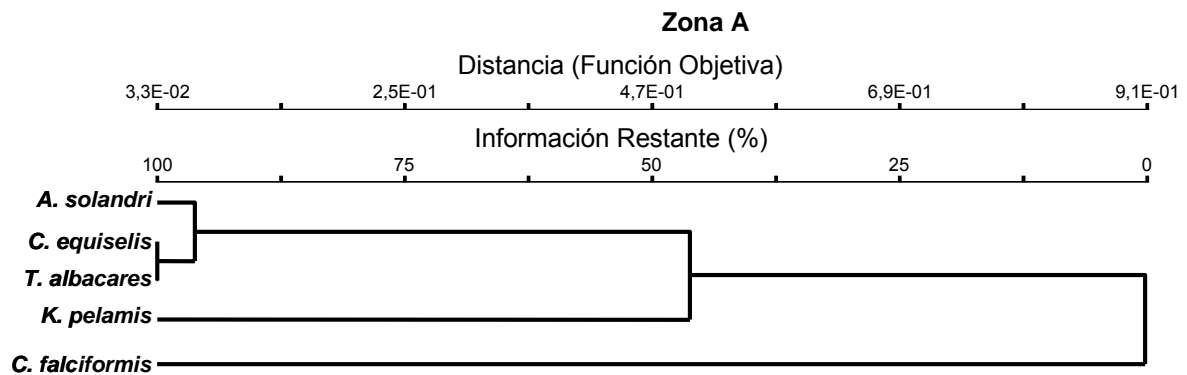 Zona A
Distancia (Función Objetiva)
3,3E-02 2,5E-01 4,7E-01 6,9E-01 9,1E-01
Información Restante (%)
100 75 50 25 0
A. solandri
C. equiselis
T. albacares
K. pelamis
C. falciformis